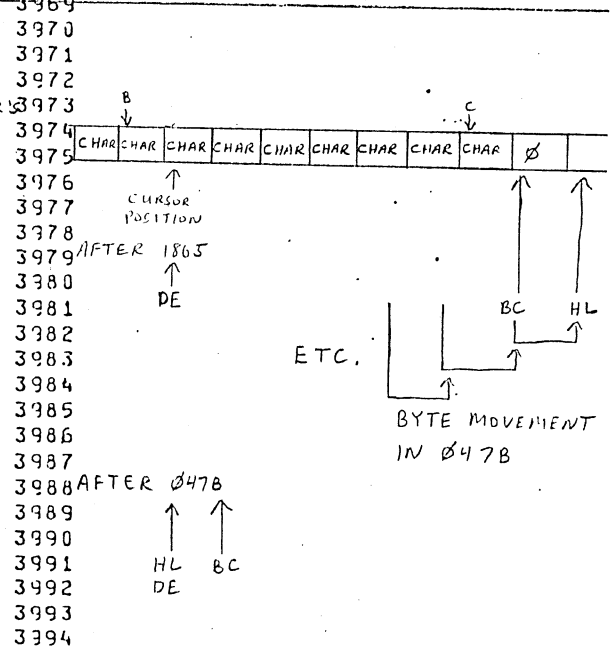 3969
3970
3971
3972
3973
B C
3974
CHAR CHAR CHAR CHAR CHAR CHAR CHAR CHAR CHAR Ø
3975
3976
3977 CURSOR
POSITION
3978
3979 AFTER 1865
3980
DE
3981 BC HL
3982
3983 ETC.
3984
3985
BYTE MOVEMENT
3986
IN Ø47B
3987
3988 AFTER Ø47B
3989
3990
3991 HL BC
3992 DE
3993
3994